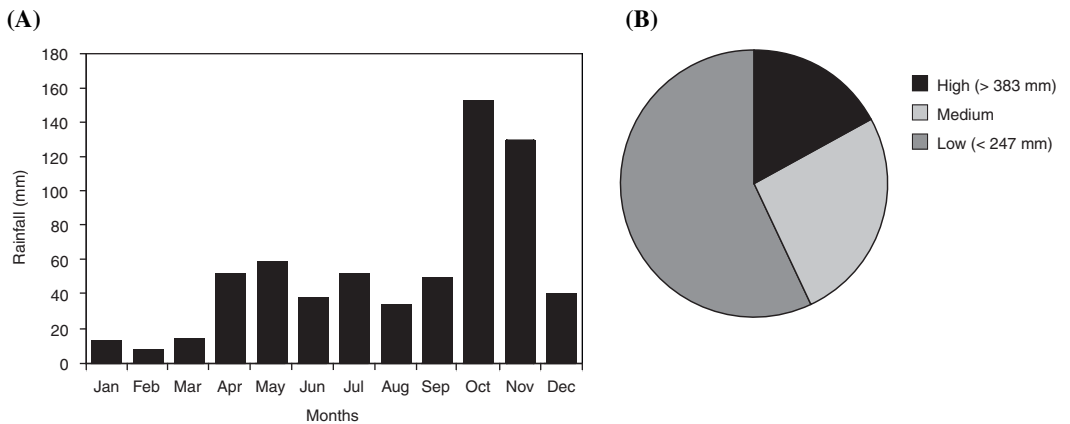 (A)
180
160
140
120
100
80
60
40
20
0
Rainfall (mm)
Jan Feb Mar Apr May Jun Jul Aug Sep Oct Nov Dec
Months
(B)
High (> 383 mm)
Medium
Low (< 247 mm)